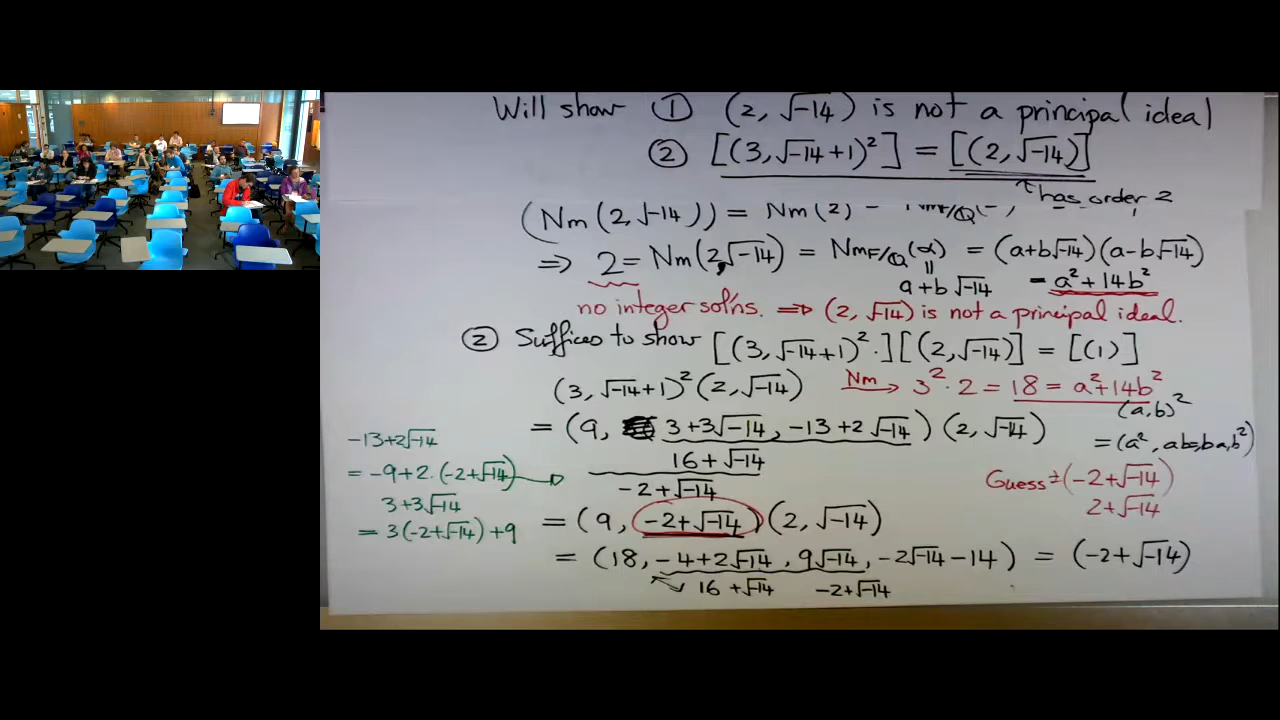 Will show ① (2, √-14) is not a principal ideal
② [(3, √-14+1)²] = [(2, √-14)]
↑ has order 2
(Nm(2 √-14)) = Nm(2)
⇒ 2 = Nm(2, √-14) = Nm F/Q (α) = (a+b√-14)(a-b√-14)
= a+b √-14 = a²+14b²
no integer soln's. ⇒ (2, √-14) is not a principal ideal.
② Suffices to show [(3, √-14+1)²·][(2, √-14)] = [(1)]
(3, √-14+1)² (2, √-14) Nm → 3²·2 = 18 = a²+14b²
(a,b)²
= (9, 3+3√-14, -13+2√-14) (2, √-14)
= (a², ab=ba, b²)
-13+2√-14
16+√-14
= -9+2·(-2+√-14) →
-2+√-14
Guess ±(-2+√-14)
2+√-14
3+3√-14
= 3(-2+√-14)+9
= (9, -2+√-14)(2, √-14)
= (18, -4+2√-14, 9√-14, -2√-14-14) = (-2+√-14)
16+√-14 -2+√-14